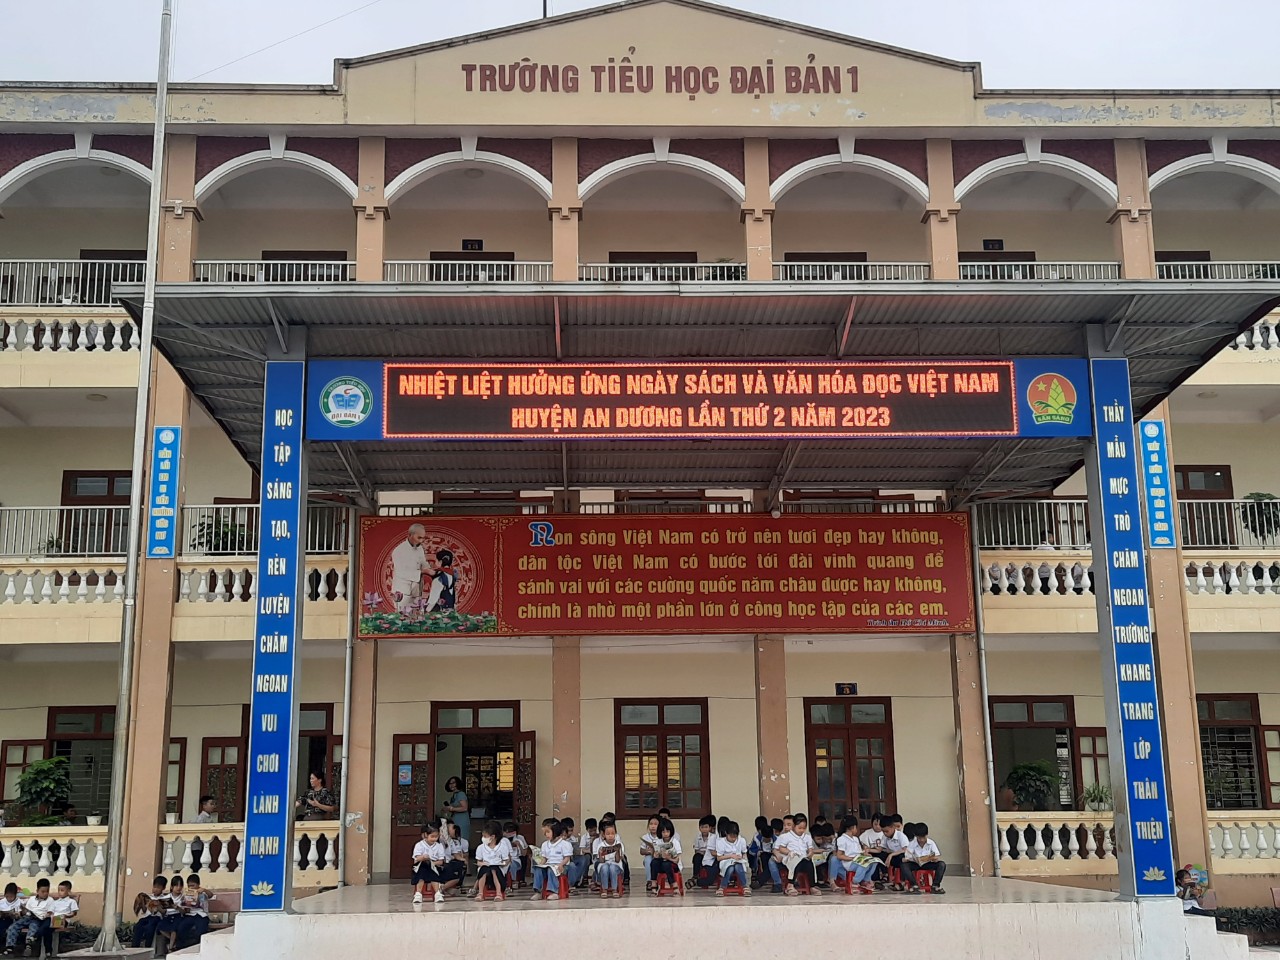 TRƯỜNG TIỂU HỌC ĐẠI BẢN 1
NHIỆT LIỆT HƯỞNG ỨNG NGÀY SÁCH VÀ VĂN HÓA ĐỌC VIỆT NAM
HUYỆN AN DƯƠNG LẦN THỨ 2 NĂM 2023
ĐẠI BẢN 1
SẴN SÀNG
HỌC
TẬP
SÁNG
TẠO,
RÈN
LUYỆN
CHĂM
NGOAN
VUI
CHƠI
LÀNH
MẠNH
Non sông Việt Nam có trở nên tươi đẹp hay không,
dân tộc Việt Nam có bước tới đài vinh quang để
sánh vai với các cường quốc năm châu được hay không,
chính là nhờ một phần lớn ở công học tập của các em.
THẦY
MẪU
MỰC
TRÒ
CHĂM
NGOAN
TRƯỜNG
KHANG
TRANG
LỚP
THÂN
THIỆN